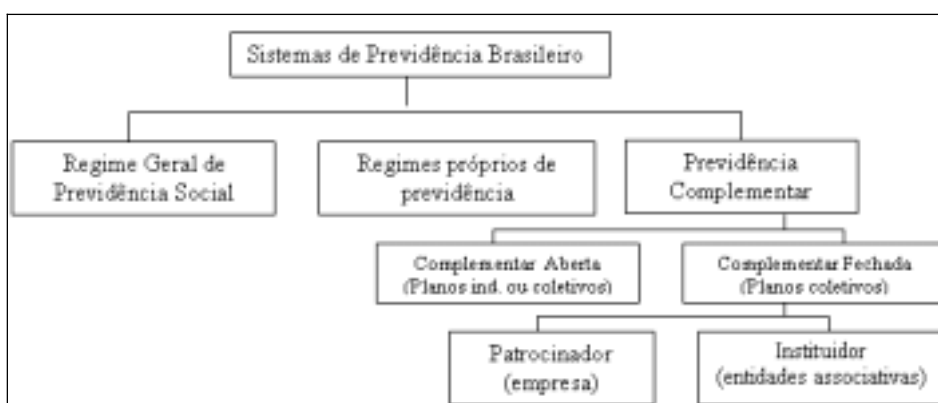 Sistemas de Previdência Brasileiro
Regime Geral de
Previdência Social
Regimes próprios de
previdência
Previdência
Complementar
Complementar Aberta
(Planos ind. ou coletivos)
Complementar Fechada
(Planos coletivos)
Patrocinador
(empresa)
Instituidor
(entidades associativas)